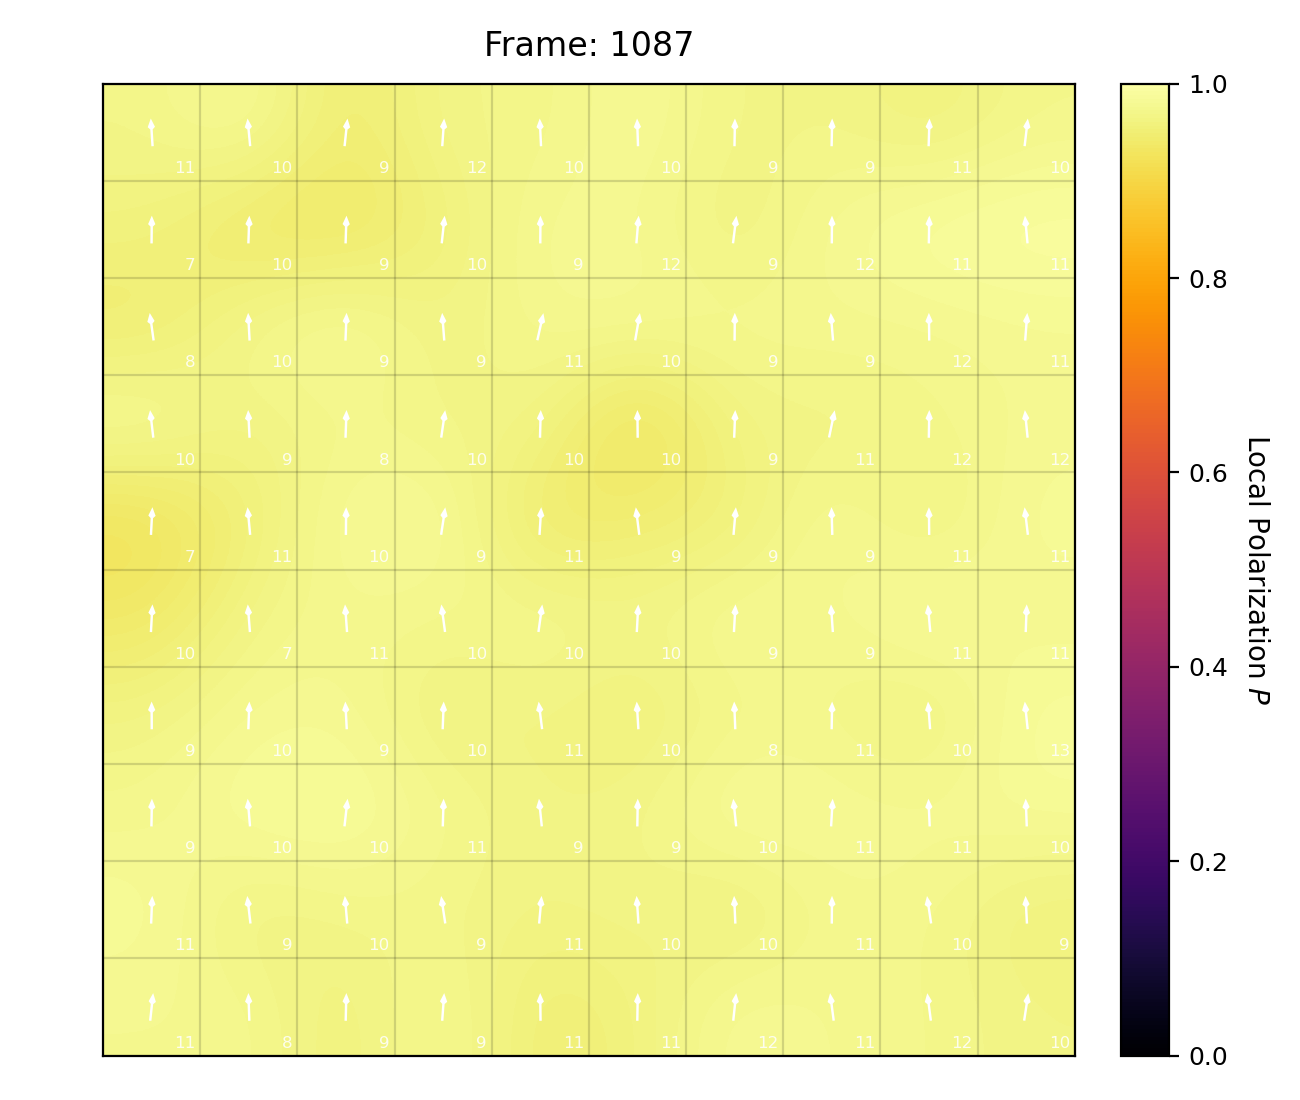 Frame: 1087
11 10 9 12 10 10 9 9 11 10
7 10 9 10 9 12 9 12 11 11
8 10 9 9 11 10 9 9 12 11
10 9 8 10 10 10 9 11 12 12
7 11 10 9 11 9 9 9 11 11
10 7 11 10 10 10 9 9 11 11
9 10 9 10 11 10 8 11 10 13
9 10 10 11 9 9 10 11 11 10
11 9 10 9 11 10 10 11 10 9
11 8 9 9 11 11 12 11 12 10
1.0
0.8
0.6
0.4
0.2
0.0
Local Polarization P